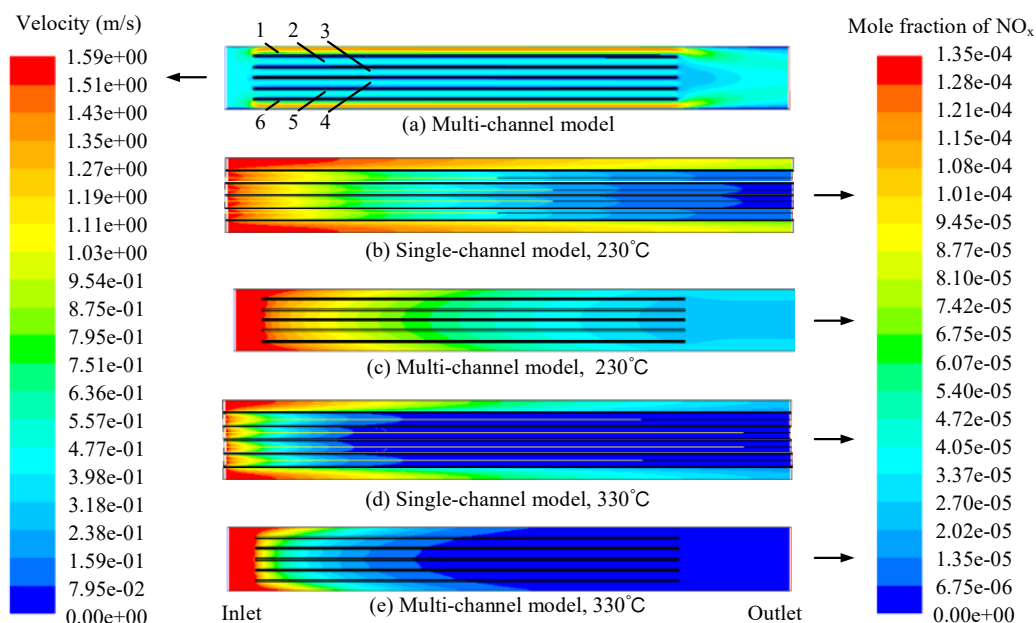 Velocity (m/s)
1.59e+00
1.51e+00
1.43e+00
1.35e+00
1.27e+00
1.19e+00
1.11e+00
1.03e+00
9.54e-01
8.75e-01
7.95e-01
7.51e-01
6.36e-01
5.57e-01
4.77e-01
3.98e-01
3.18e-01
2.38e-01
1.59e-01
7.95e-02
0.00e+00
1 2 3
6 5 4
(a) Multi-channel model
(b) Single-channel model, 230℃
(c) Multi-channel model, 230℃
(d) Single-channel model, 330℃
(e) Multi-channel model, 330℃
Inlet
Outlet
Mole fraction of NOx
1.35e-04
1.28e-04
1.21e-04
1.15e-04
1.08e-04
1.01e-04
9.45e-05
8.77e-05
8.10e-05
7.42e-05
6.75e-05
6.07e-05
5.40e-05
4.72e-05
4.05e-05
3.37e-05
2.70e-05
2.02e-05
1.35e-05
6.75e-06
0.00e+00